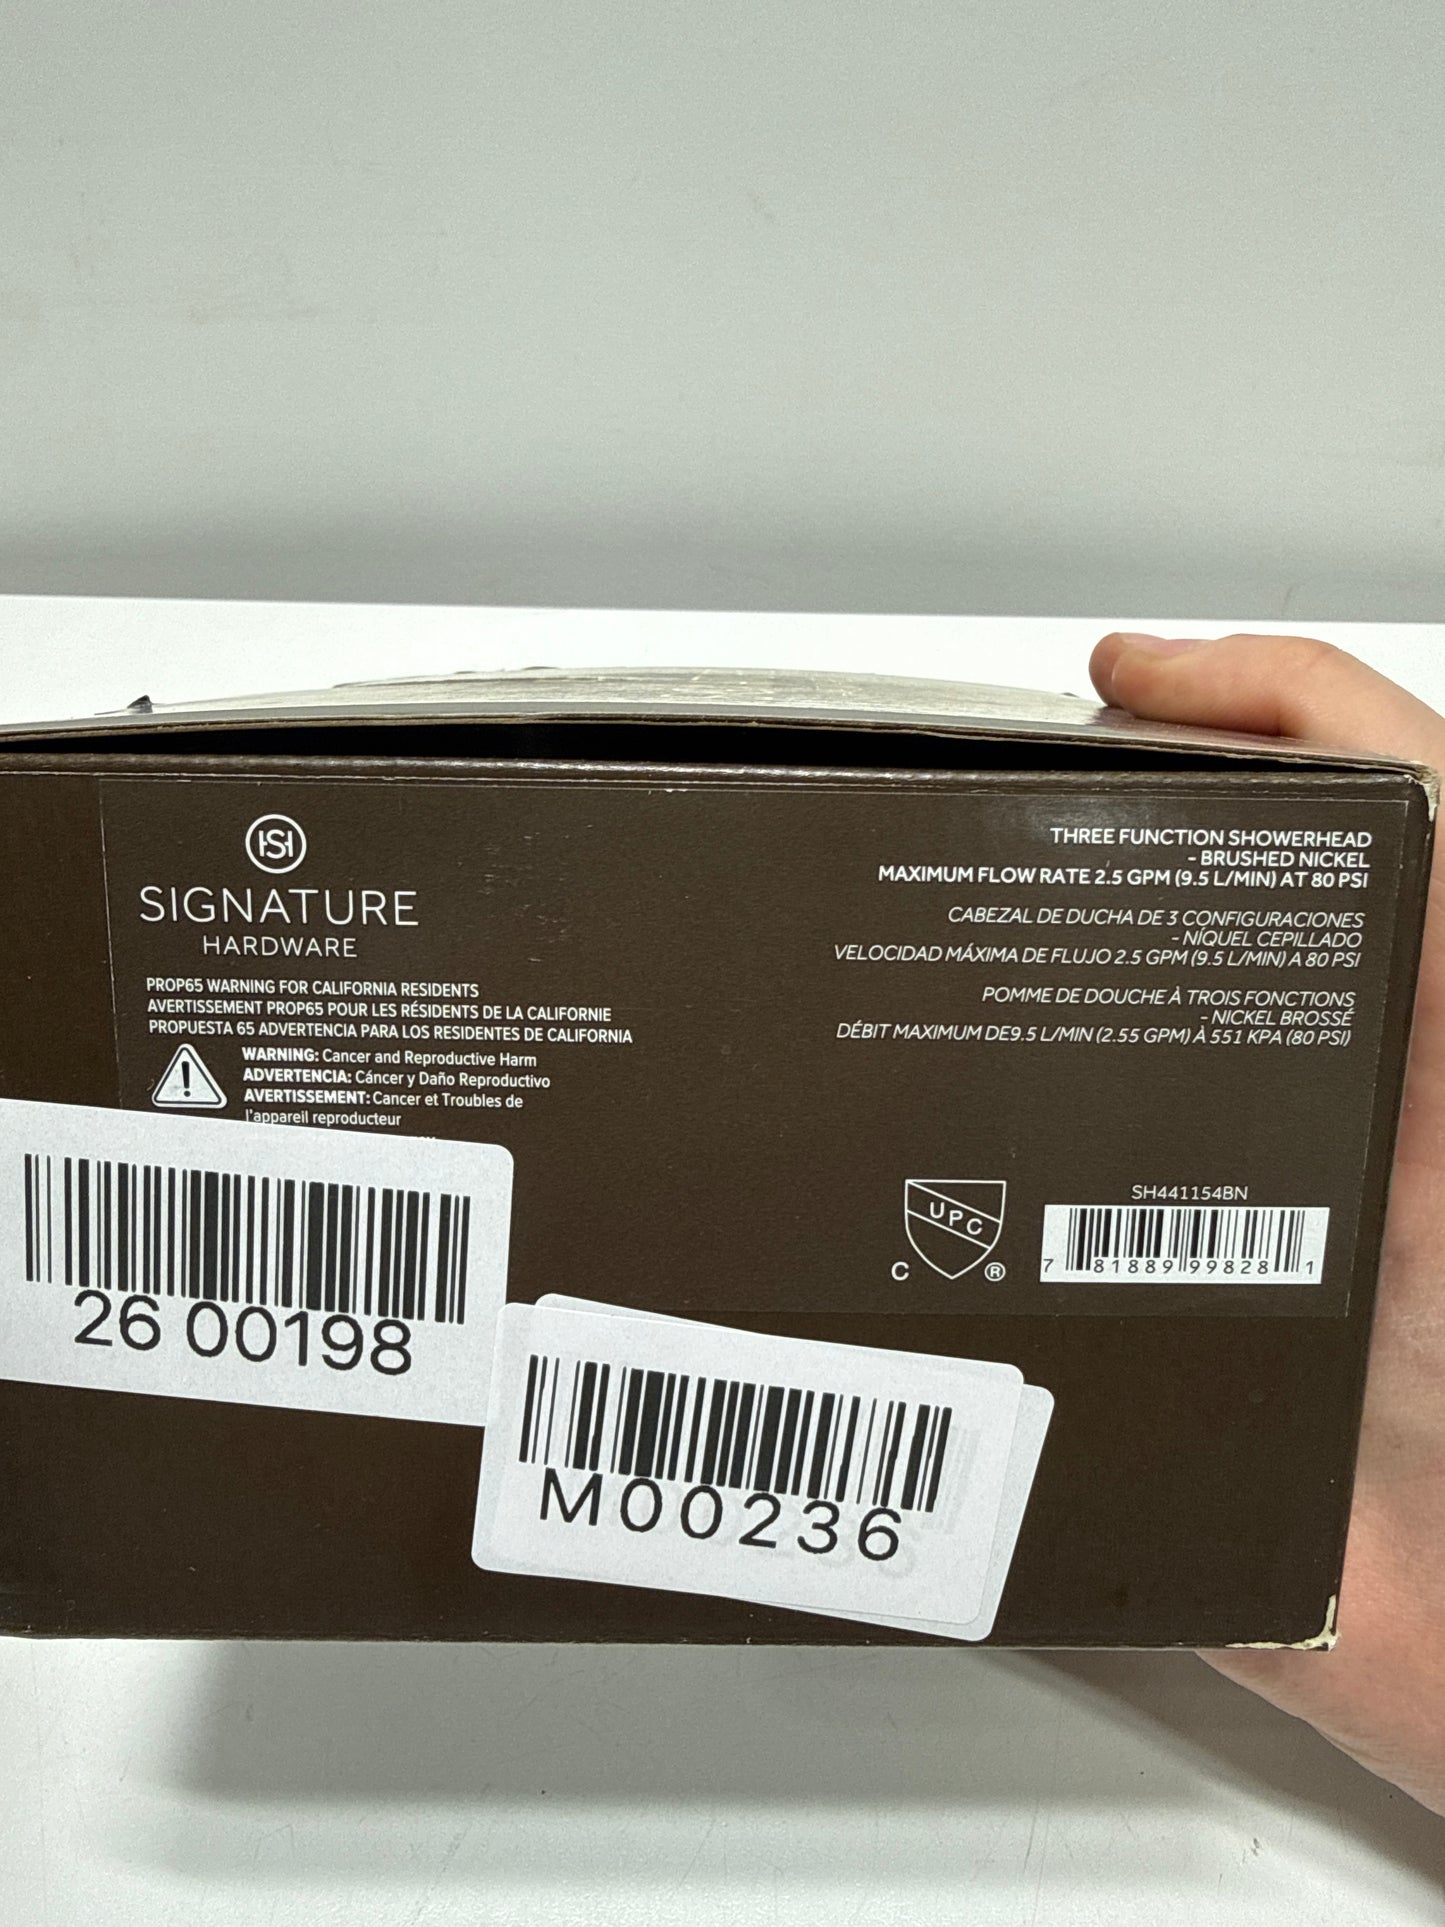 SH
SIGNATURE
HARDWARE
PROP65 WARNING FOR CALIFORNIA RESIDENTS
AVERTISSEMENT PROP65 POUR LES RÉSIDENTS DE LA CALIFORNIE
PROPUESTA 65 ADVERTENCIA PARA LOS RESIDENTES DE CALIFORNIA
WARNING: Cancer and Reproductive Harm
ADVERTENCIA: Cáncer y Daño Reproductivo
AVERTISSEMENT: Cancer et Troubles de
l'appareil reproducteur
THREE FUNCTION SHOWERHEAD
- BRUSHED NICKEL
MAXIMUM FLOW RATE 2.5 GPM (9.5 L/MIN) AT 80 PSI
CABEZAL DE DUCHA DE 3 CONFIGURACIONES
- NÍQUEL CEPILLADO
VELOCIDAD MÁXIMA DE FLUJO 2.5 GPM (9.5 L/MIN) A 80 PSI
POMME DE DOUCHE À TROIS FONCTIONS
- NICKEL BROSSÉ
DÉBIT MAXIMUM DE9.5 L/MIN (2.55 GPM) À 551 KPA (80 PSI)
UPC
C ®
SH441154BN
7 81889 99828 1
26 00198
M00236